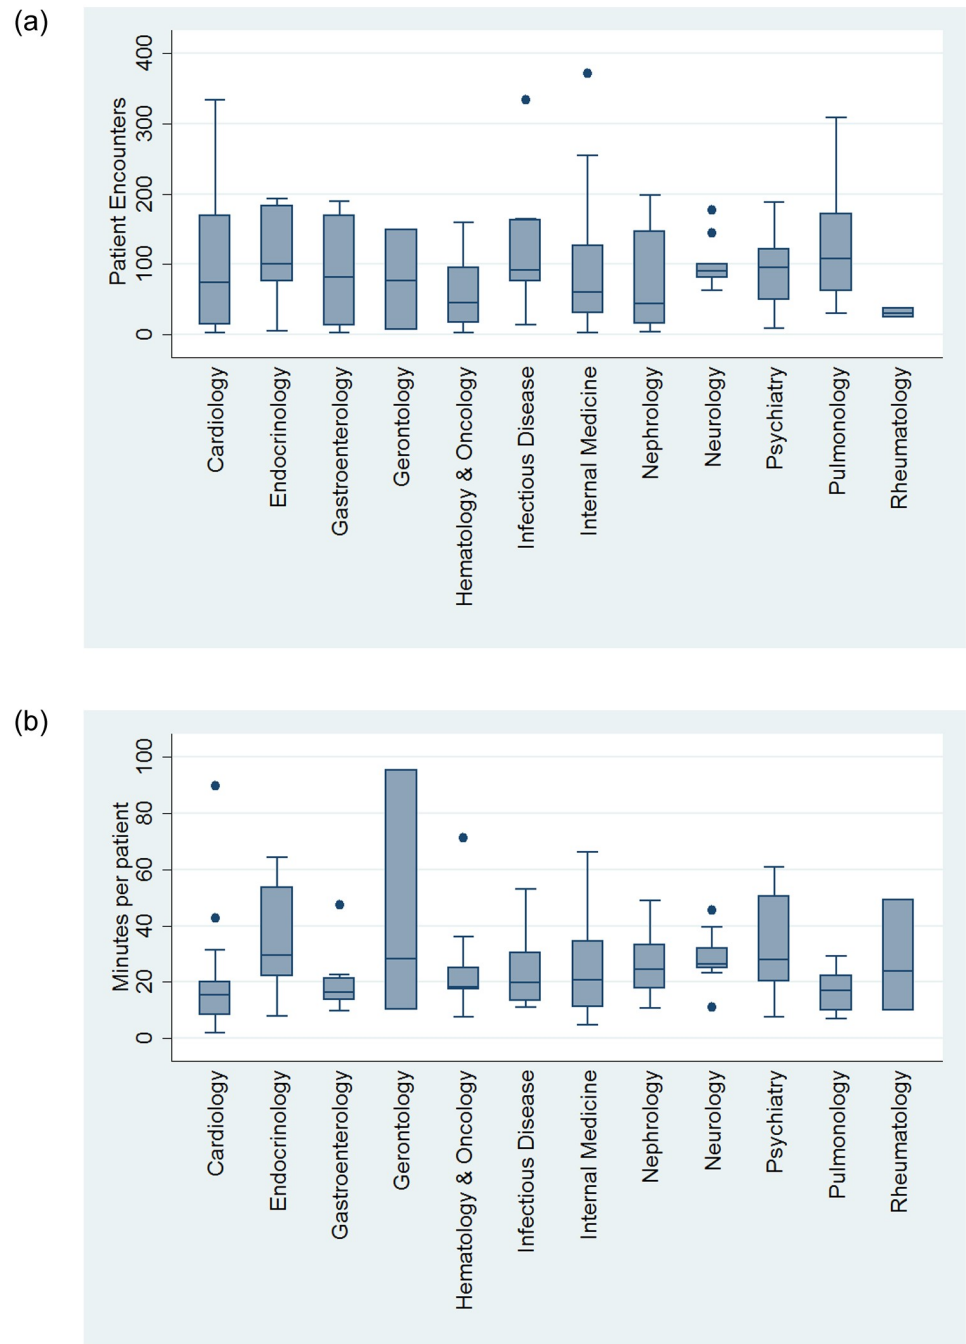 (a)
Patient Encounters
400
300
200
100
0
Cardiology
Endocrinology
Gastroenterology
Gerontology
Hematology & Oncology
Infectious Disease
Internal Medicine
Nephrology
Neurology
Psychiatry
Pulmonology
Rheumatology
(b)
Minutes per patient
100
80
60
40
20
0
Cardiology
Endocrinology
Gastroenterology
Gerontology
Hematology & Oncology
Infectious Disease
Internal Medicine
Nephrology
Neurology
Psychiatry
Pulmonology
Rheumatology